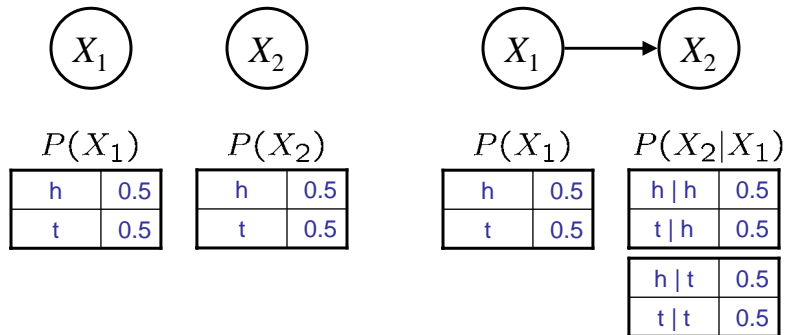 X₁ X₂
P(X₁) P(X₂)
h 0.5 h 0.5
t 0.5 t 0.5
X₁ X₂
P(X₁) P(X₂|X₁)
h 0.5 h | h 0.5
t 0.5 t | h 0.5
h | t 0.5
t | t 0.5